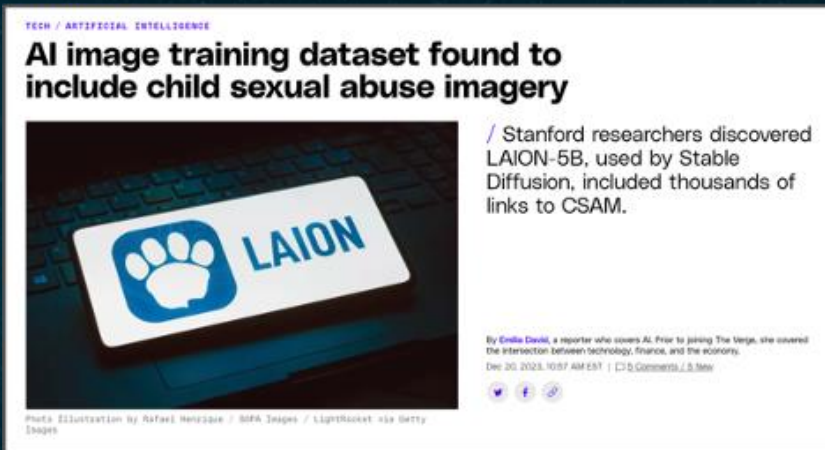 TECH / ARTIFICIAL INTELLIGENCE
AI image training dataset found to
include child sexual abuse imagery
/ Stanford researchers discovered
LAION-5B, used by Stable
Diffusion, included thousands of
links to CSAM.
LAION
By Emilia David, a reporter who covers AI. Prior to joining The Verge, she covered
the intersection between technology, finance, and the economy.
Dec 20, 2023, 10:57 AM EST | 5 Comments / 5 New
Photo Illustration by Rafael Henrique / SOPA Images / LightRocket via Getty
Images